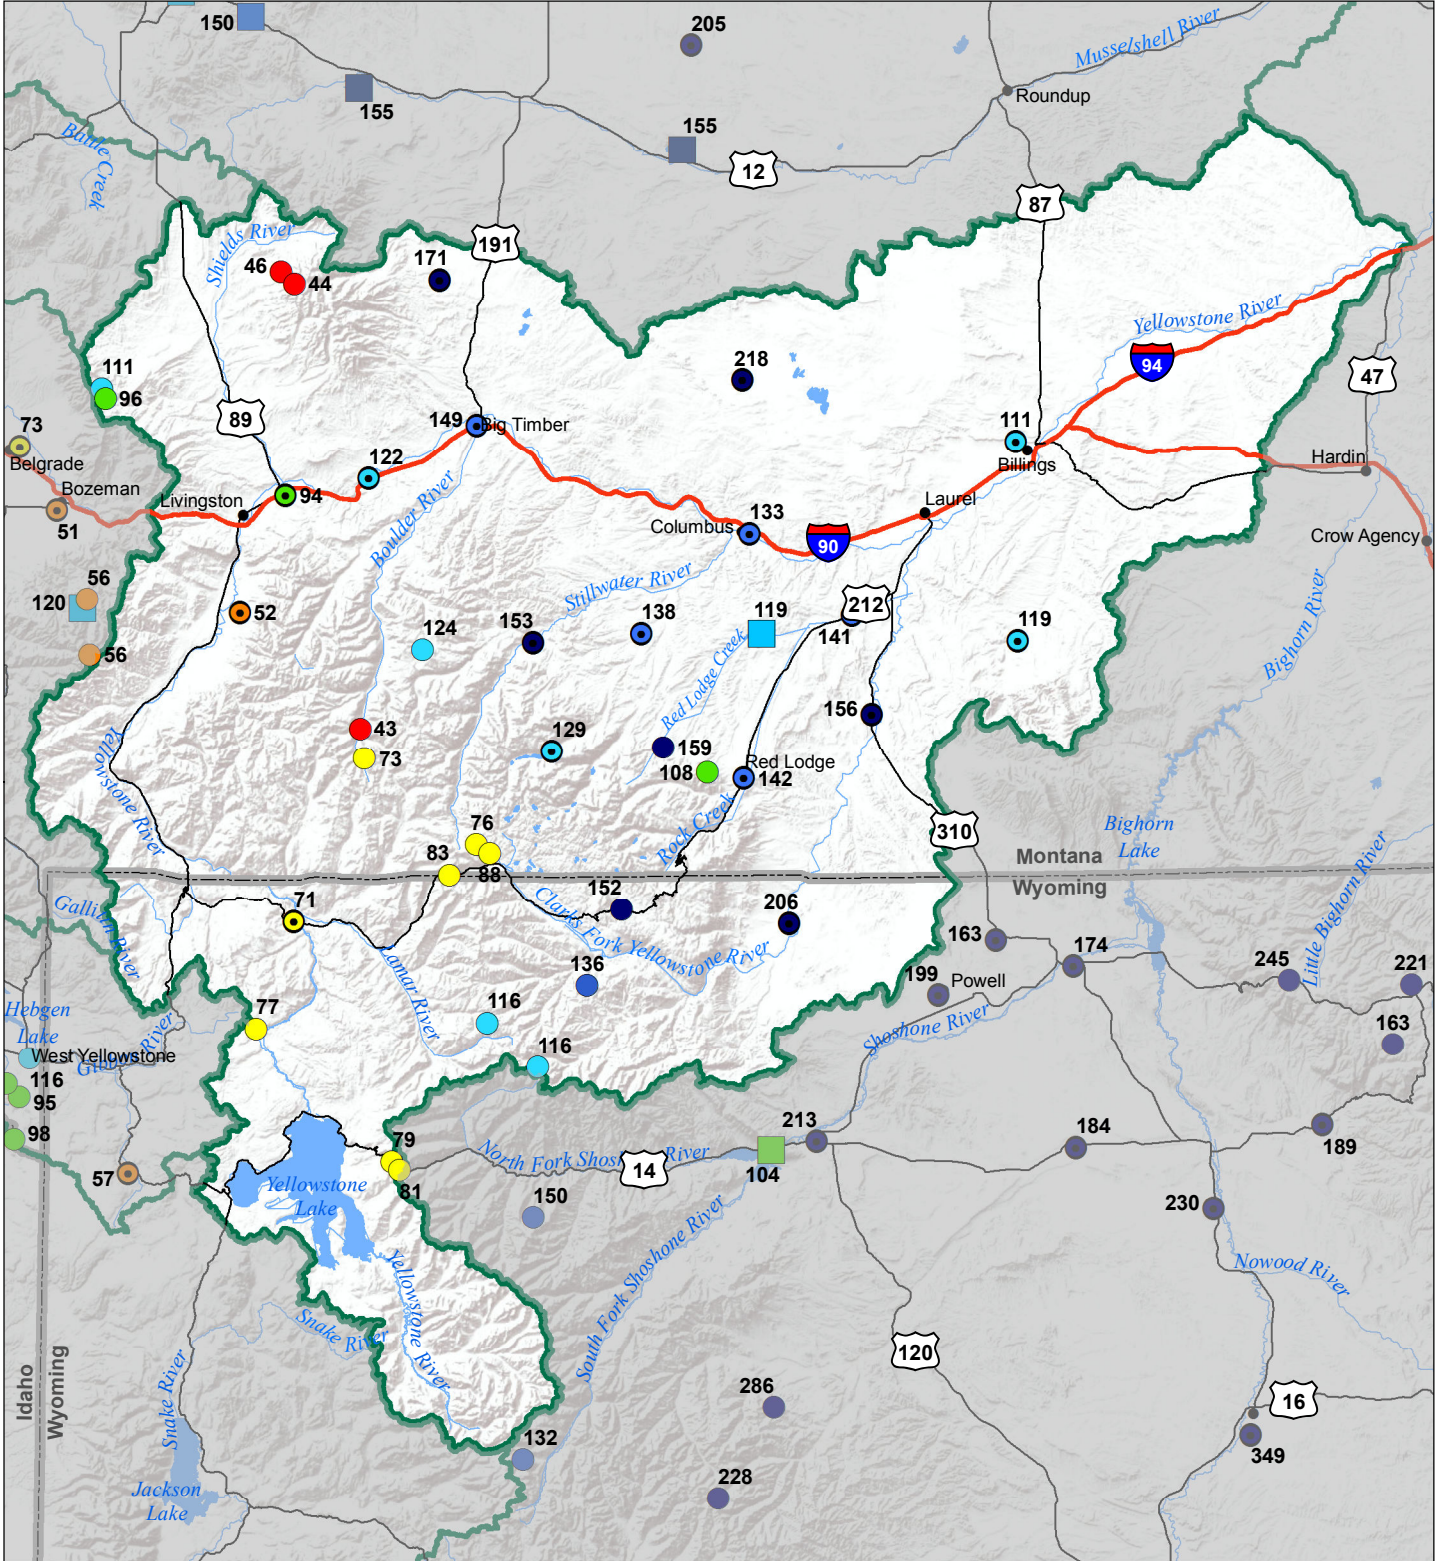 150
205
Musselshell River
155
Roundup
155
Battle
Creek
12
87
Shields River
191
46
44
171
Yellowstone River
111
96
218
94
47
89
73
Belgrade
149
Big Timber
111
Billings
Hardin
122
Bozeman
Livingston
94
51
Laurel
Columbus
133
90
Crow Agency
Boulder River
Stillwater River
56
120
52
153
138
119
212
141
119
Bighorn River
124
56
Red Lodge Creek
156
43
73
129
159
108
Red Lodge
142
Yellowstone River
Rock Creek
76
83
88
310
Bighorn
Lake
Montana
Wyoming
Little Bighorn River
71
152
206
Clarks Fork Yellowstone River
Gallatin River
163
174
245
221
Lamar River
136
199
Powell
116
Hebgen
Lake
77
Shoshone River
163
West Yellowstone
Gibbon River
116
116
95
98
79
213
184
189
North Fork Shoshone River
14
104
57
81
Yellowstone
Lake
150
230
South Fork Shoshone River
Yellowstone River
Nowood River
Snake River
120
Idaho
Wyoming
Snake River
286
16
132
349
228
Jackson
Lake